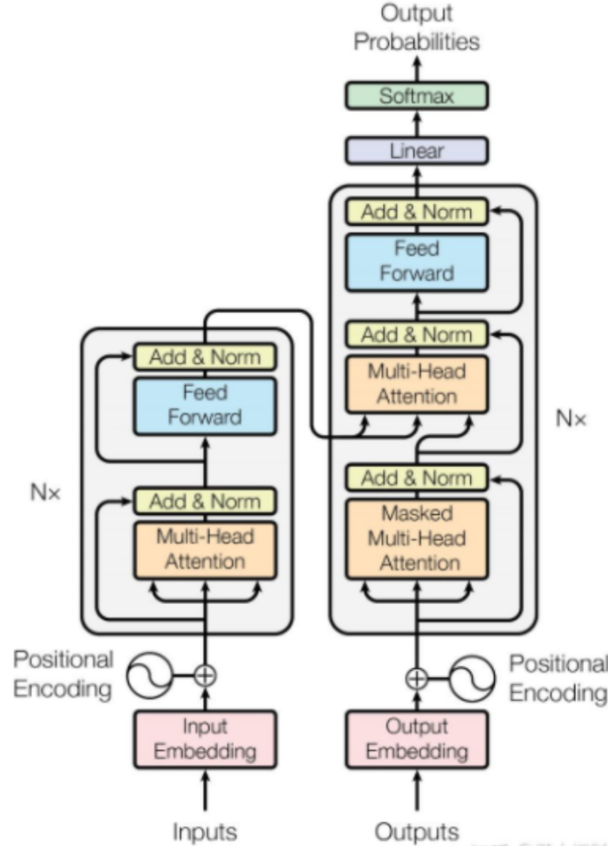 Output
Probabilities
Softmax
Linear
Add & Norm
Feed
Forward
Add & Norm
Multi-Head
Attention
Add & Norm
Masked
Multi-Head
Attention
Nx
Add & Norm
Feed
Forward
Add & Norm
Multi-Head
Attention
Nx
Positional
Encoding
Positional
Encoding
Input
Embedding
Output
Embedding
Inputs
Outputs